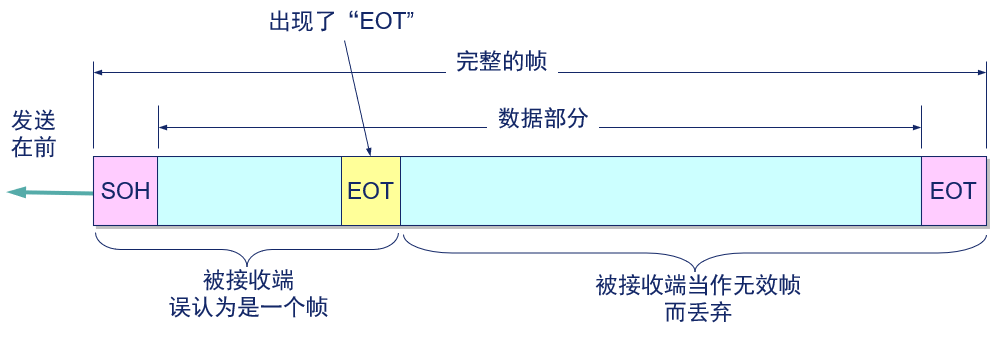 出现了“EOT”
完整的帧
数据部分
发送
在前
SOH
EOT
EOT
被接收端
误认为是一个帧
被接收端当作无效帧
而丢弃